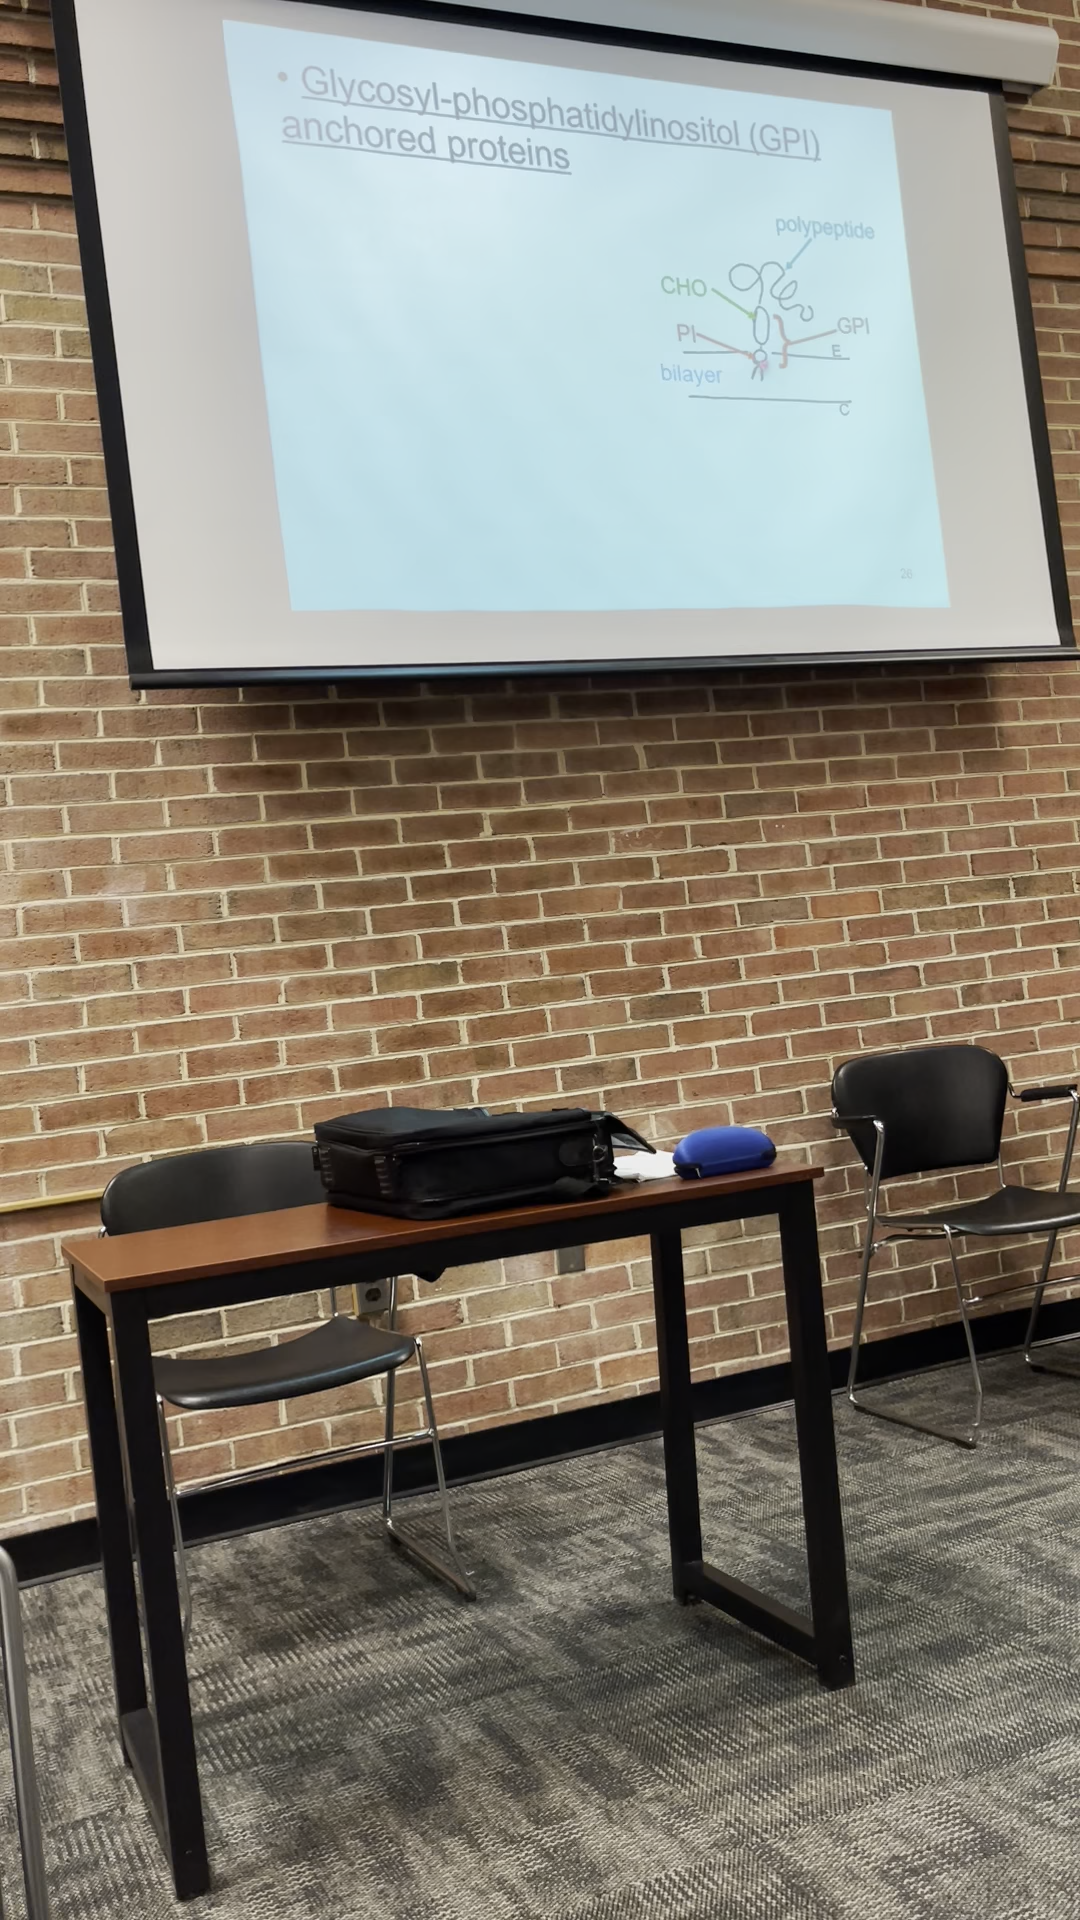 • Glycosyl-phosphatidylinositol (GPI)
anchored proteins
polypeptide
CHO
PI
GPI
E
bilayer
C
26